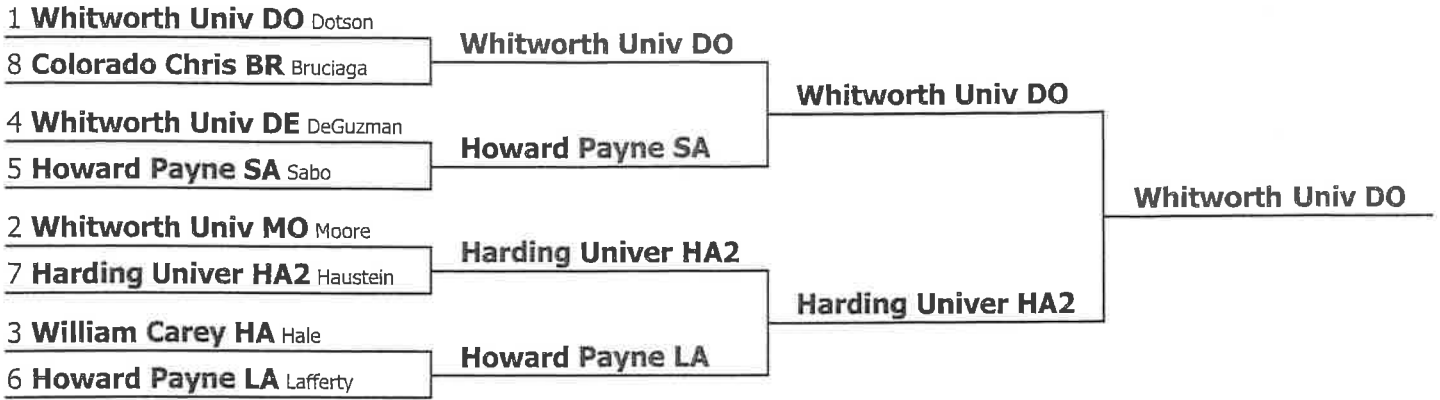 1 Whitworth Univ DO Dotson
8 Colorado Chris BR Bruciaga
4 Whitworth Univ DE DeGuzman
5 Howard Payne SA Sabo
2 Whitworth Univ MO Moore
7 Harding Univer HA2 Haustein
3 William Carey HA Hale
6 Howard Payne LA Lafferty
Whitworth Univ DO
Howard Payne SA
Harding Univer HA2
Howard Payne LA
Whitworth Univ DO
Harding Univer HA2
Whitworth Univ DO